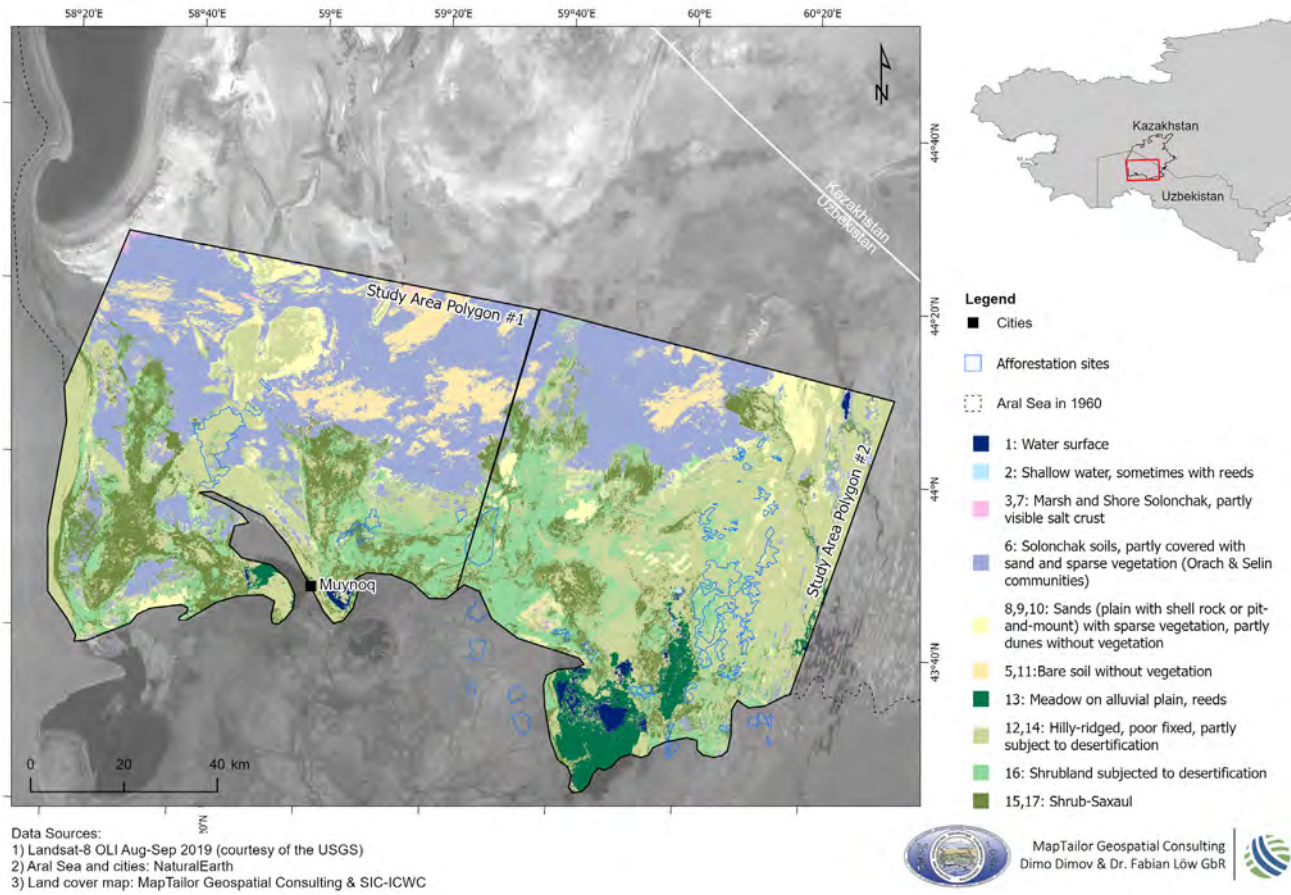 58°20' 58°40' 59°E 59°20' 59°40' 60°E 60°20'
N
44°40'N
44°20'N
44°N
43°40'N
Kazakhstan
Uzbekistan
Study Area Polygon #1
Study Area Polygon #2
Muynoq
0 20 40 km
Kazakhstan
Uzbekistan
Legend
Cities
Afforestation sites
Aral Sea in 1960
1: Water surface
2: Shallow water, sometimes with reeds
3,7: Marsh and Shore Solonchak, partly
visible salt crust
6: Solonchak soils, partly covered with
sand and sparse vegetation (Orach & Selin
communities)
8,9,10: Sands (plain with shell rock or pit-
and-mount) with sparse vegetation, partly
dunes without vegetation
5,11:Bare soil without vegetation
13: Meadow on alluvial plain, reeds
12,14: Hilly-ridged, poor fixed, partly
subject to desertification
16: Shrubland subjected to desertification
15,17: Shrub-Saxaul
Data Sources:
1) Landsat-8 OLI Aug-Sep 2019 (courtesy of the USGS)
2) Aral Sea and cities: NaturalEarth
3) Land cover map: MapTailor Geospatial Consulting & SIC-ICWC
MapTailor Geospatial Consulting
Dimo Dimov & Dr. Fabian Löw GbR